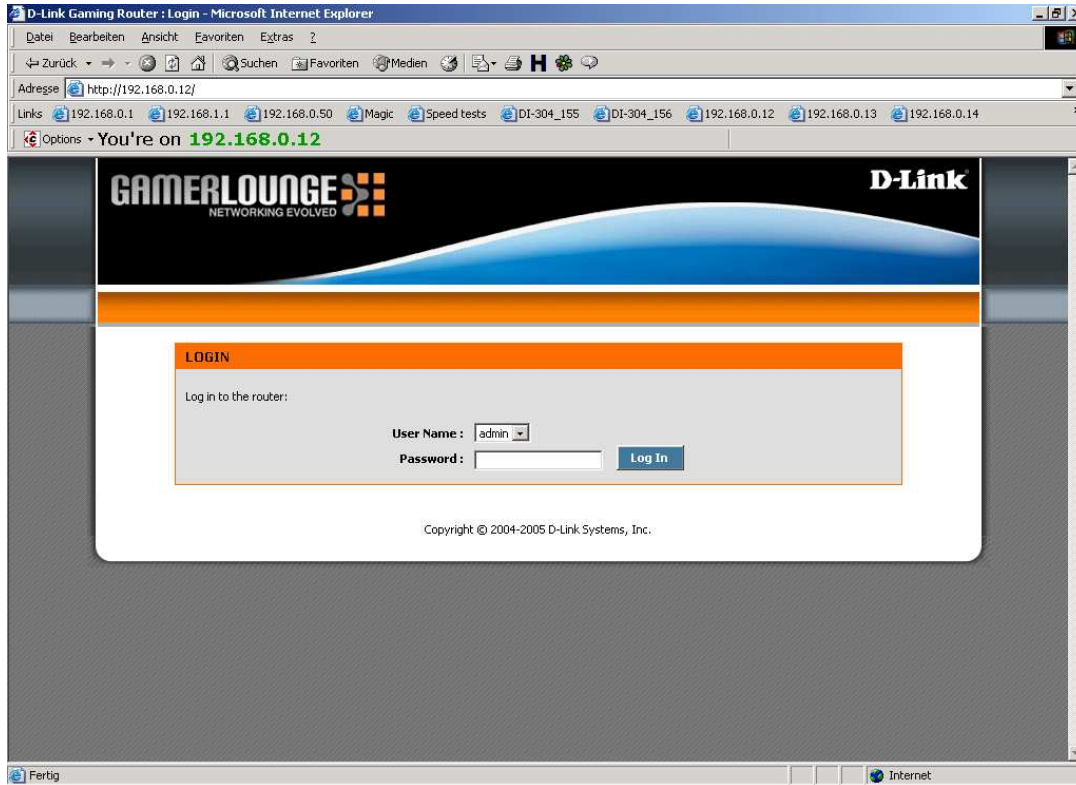 D-Link Gaming Router : Login - Microsoft Internet Explorer
Datei Bearbeiten Ansicht Favoriten Extras ?
Zurück Suchen Favoriten Medien H
Adresse http://192.168.0.12/
Links 192.168.0.1 192.168.1.1 192.168.0.50 Magic Speed tests DI-304_155 DI-304_156 192.168.0.12 192.168.0.13 192.168.0.14
Options You're on 192.168.0.12
GAMERLOUNGE
NETWORKING EVOLVED
D-Link
LOGIN
Log in to the router:
User Name : admin
Password : Log In
Copyright © 2004-2005 D-Link Systems, Inc.
Fertig Internet